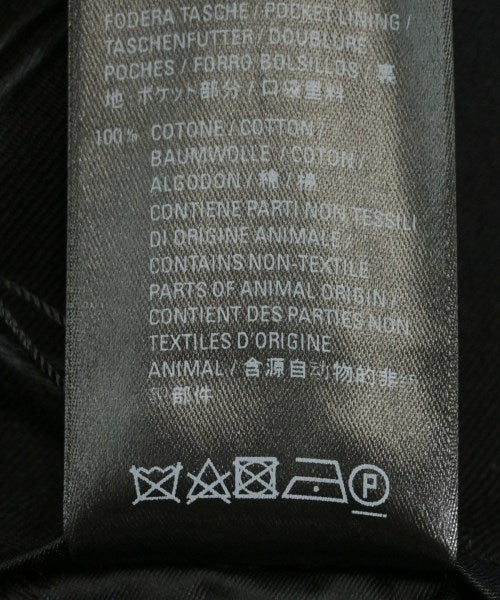 FODERA TASCHE / POCKET LINING /
TASCHENFUTTER / DOUBLURE
POCHES / FORRO BOLSILLOS / 裏
地 ポケット部分 / 口袋里料
100% COTONE / COTTON /
BAUMWOLLE / COTON /
ALGODON / 棉 / 棉
CONTIENE PARTI NON TESSILI
DI ORIGINE ANIMALE
CONTAINS NON-TEXTILE
PARTS OF ANIMAL ORIGIN /
CONTIENT DES PARTIES NON
TEXTILES D'ORIGINE
ANIMAL / 含源自动物的非纺
织部件
P